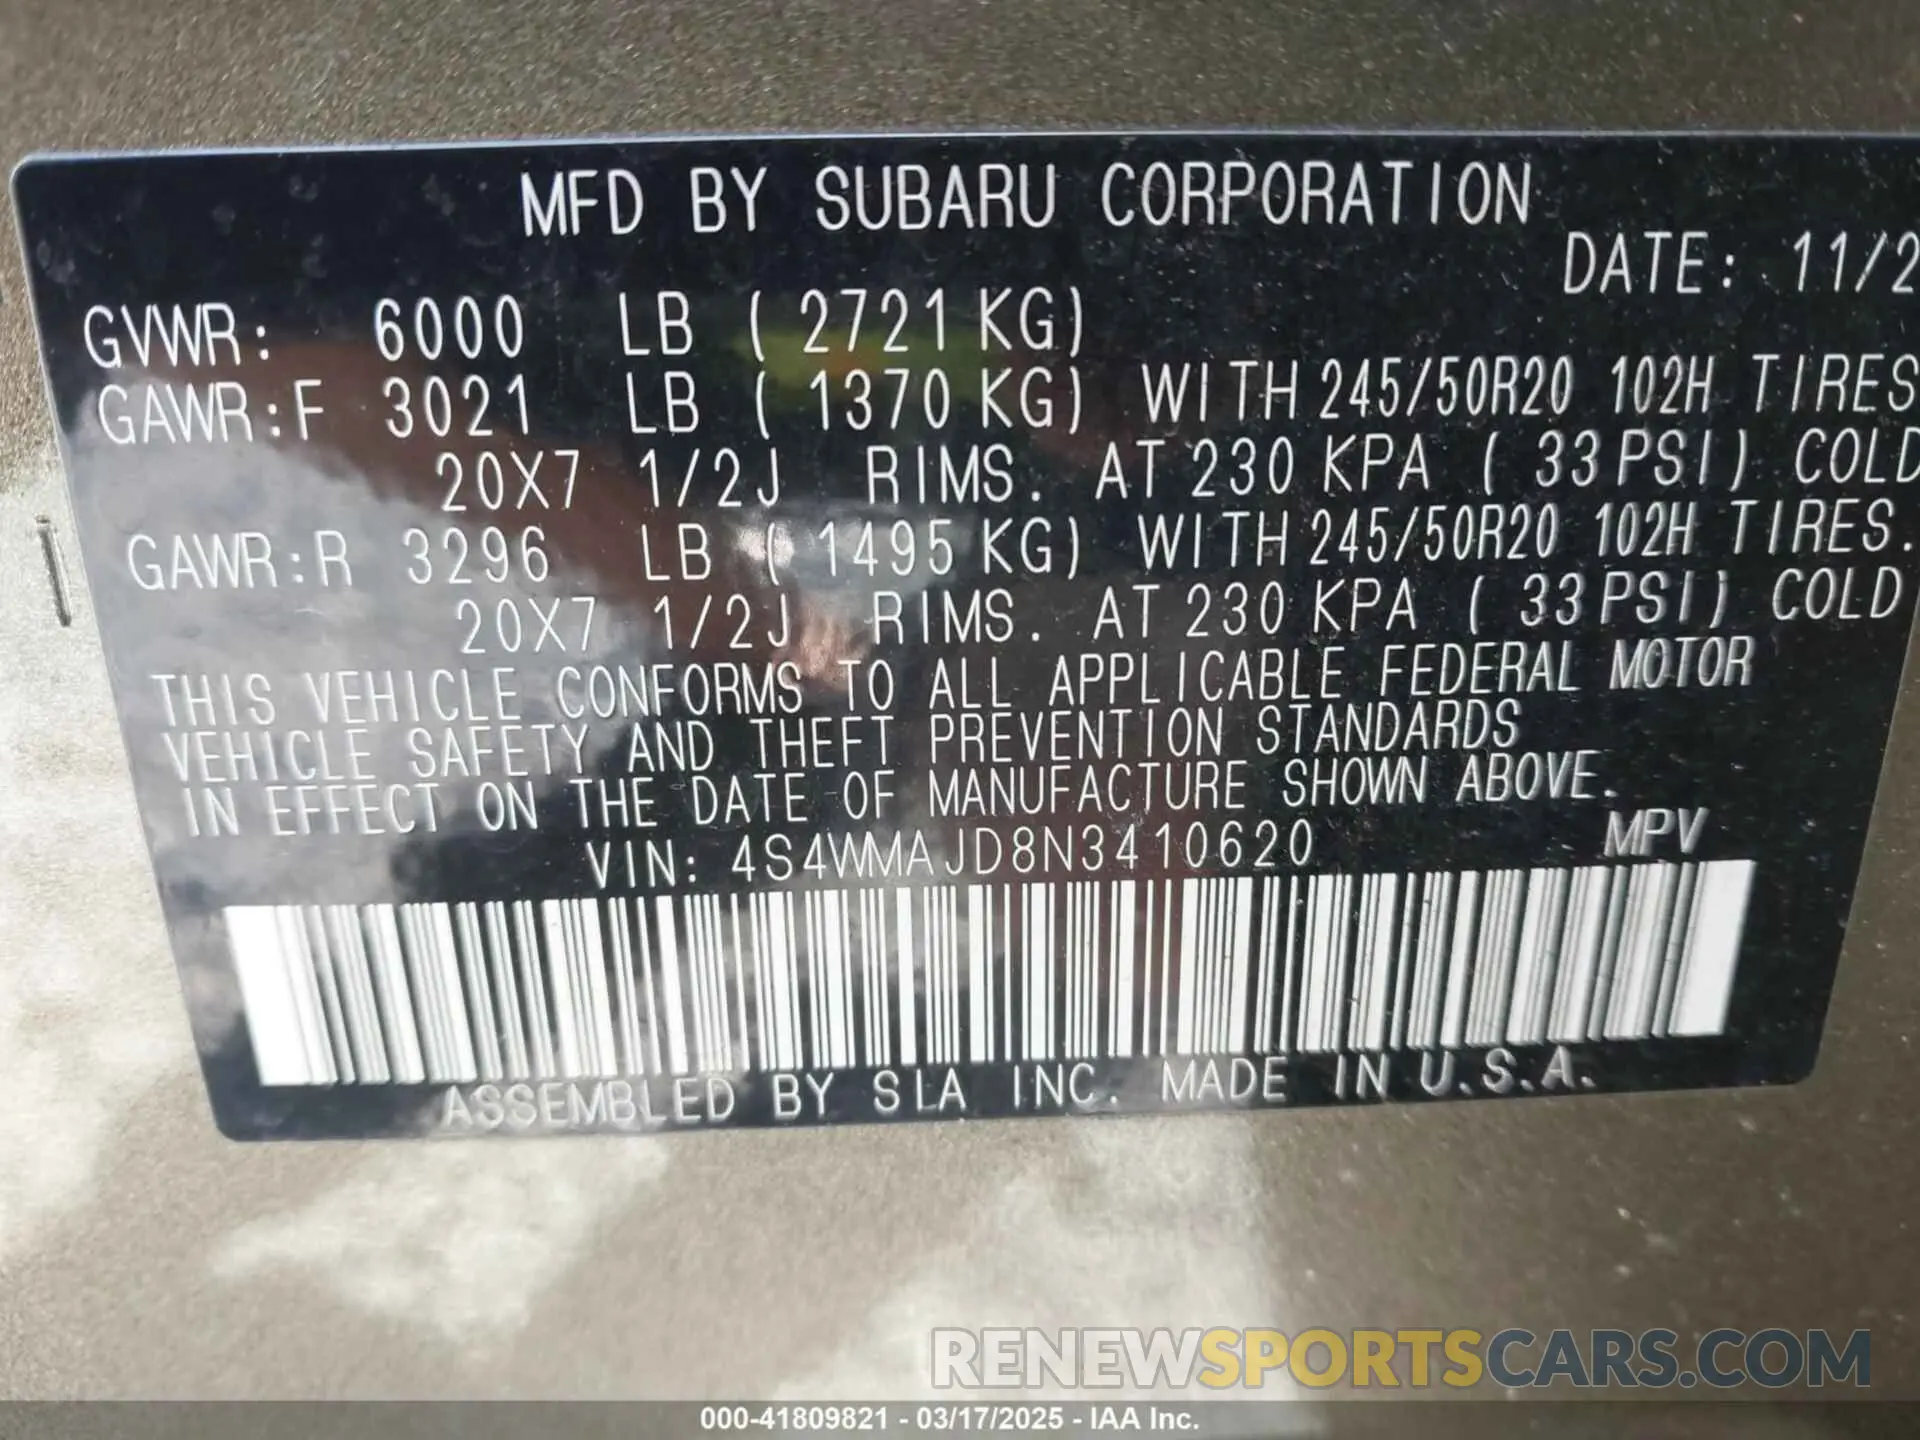 MFD BY SUBARU CORPORATION
DATE: 11/2
GVWR: 6000 LB ( 2721 KG)
GAWR:F 3021 LB ( 1370 KG) WITH 245/50R20 102H TIRES
20X7 1/2J RIMS. AT 230 KPA ( 33 PSI) COLD
GAWR:R 3296 LB ( 1495 KG) WITH 245/50R20 102H TIRES.
20X7 1/2J RIMS. AT 230 KPA ( 33 PSI) COLD
THIS VEHICLE CONFORMS TO ALL APPLICABLE FEDERAL MOTOR
VEHICLE SAFETY AND THEFT PREVENTION STANDARDS
IN EFFECT ON THE DATE OF MANUFACTURE SHOWN ABOVE.
VIN: 4S4WMAJD8N3410620 MPV
ASSEMBLED BY SIA INC. MADE IN U.S.A.
RENEWSPORTSCARS.COM
000-41809821 - 03/17/2025 - IAA Inc.